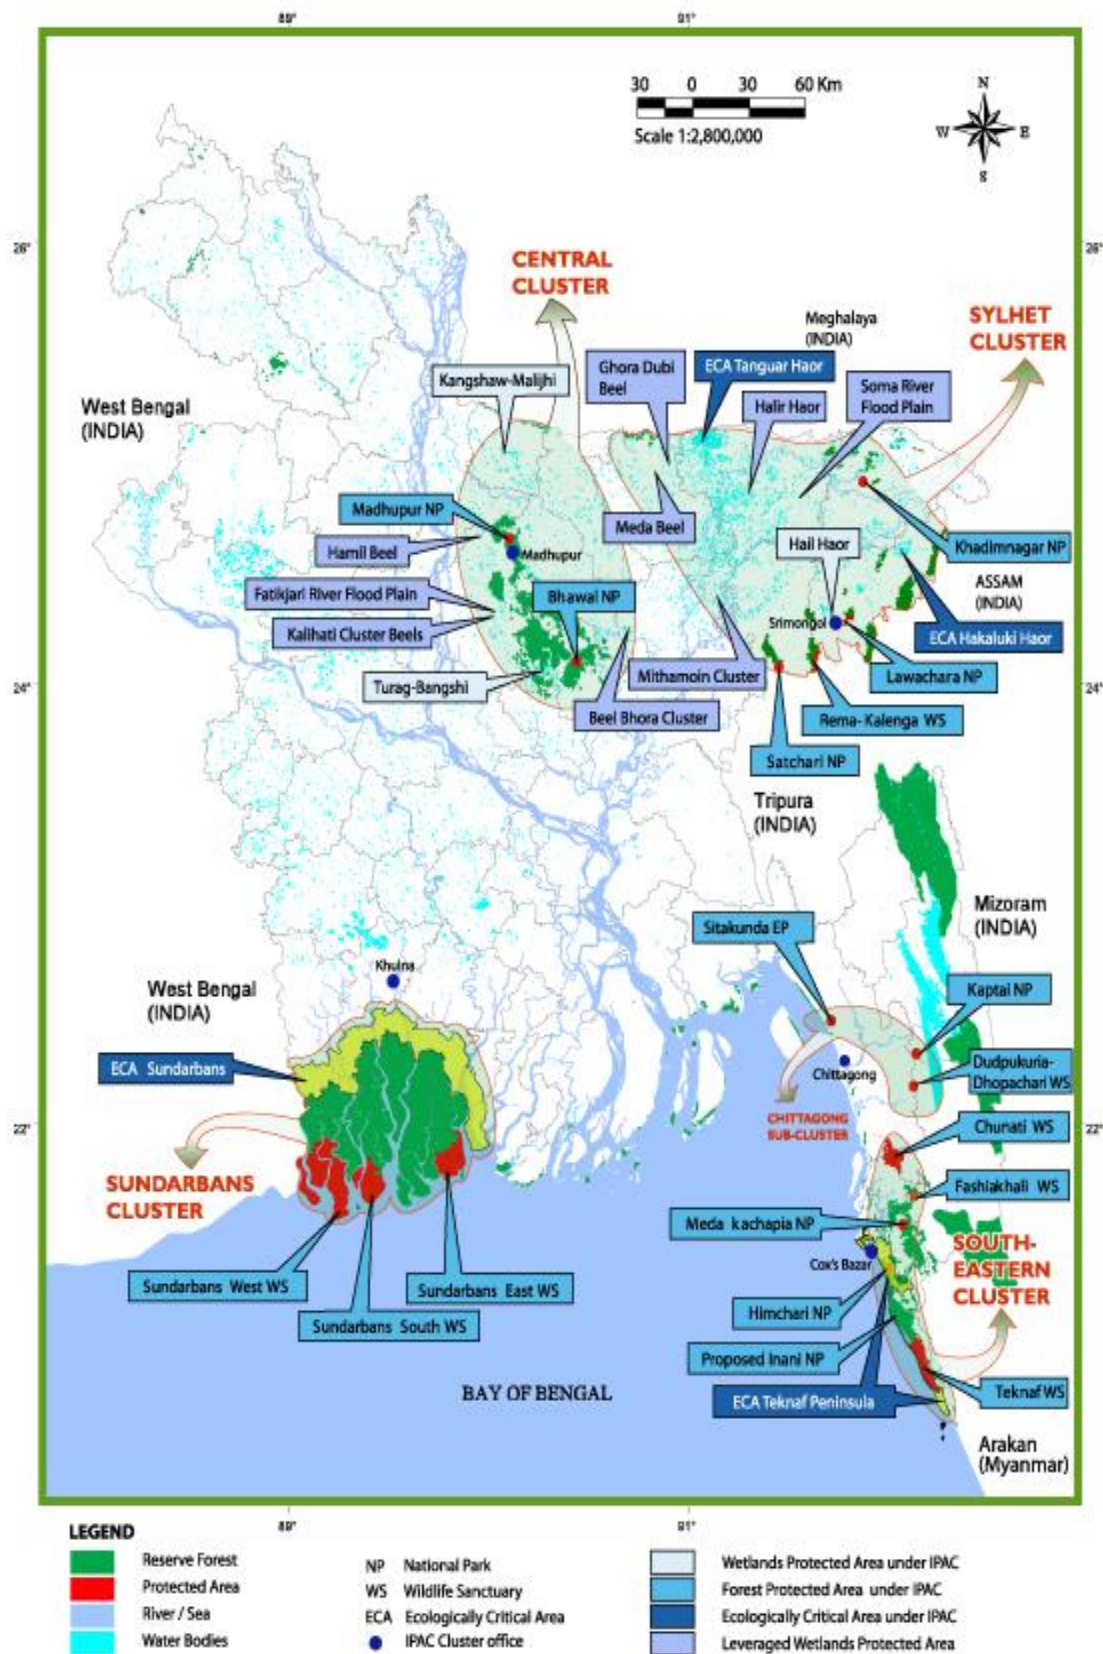 89° 91°
30 0 30 60 Km
Scale 1:2,800,000
N
W E
S
26° 26°
CENTRAL
CLUSTER
Meghalaya
(INDIA)
SYLHET
CLUSTER
Kangshaw-Malijhi
Ghora Dubi
Beel
ECA Tanguar Haor
Halir Haor
Soma River
Flood Plain
West Bengal
(INDIA)
Madhupur NP
Meda Beel
Hamil Beel
Madhupur
Hail Haor
Khadimnagar NP
Fatikjari River Flood Plain
Bhawal NP
ASSAM
(INDIA)
Kalihati Cluster Beels
Srimongol
ECA Hakaluki Haor
Turag-Bangshi
Mithamoin Cluster
Lawachara NP
24° 24°
Beel Bhora Cluster
Rema- Kalenga WS
Satchari NP
Tripura
(INDIA)
Mizoram
(INDIA)
Sitakunda EP
Khulna
West Bengal
(INDIA)
Kaptai NP
ECA Sundarbans
Chittagong
Dudpukuria-
Dhopachari WS
CHITTAGONG
SUB-CLUSTER
22° 22°
Chunati WS
SUNDARBANS
CLUSTER
Fashiakhali WS
Meda kachapia NP
SOUTH-
EASTERN
CLUSTER
Cox's Bazar
Sundarbans West WS
Sundarbans East WS
Sundarbans South WS
Himchari NP
Proposed Inani NP
Teknaf WS
BAY OF BENGAL
ECA Teknaf Peninsula
Arakan
(Myanmar)
89° 91°
LEGEND
Reserve Forest
Protected Area
River / Sea
Water Bodies
NP National Park
WS Wildlife Sanctuary
ECA Ecologically Critical Area
IPAC Cluster office
Wetlands Protected Area under IPAC
Forest Protected Area under IPAC
Ecologically Critical Area under IPAC
Leveraged Wetlands Protected Area